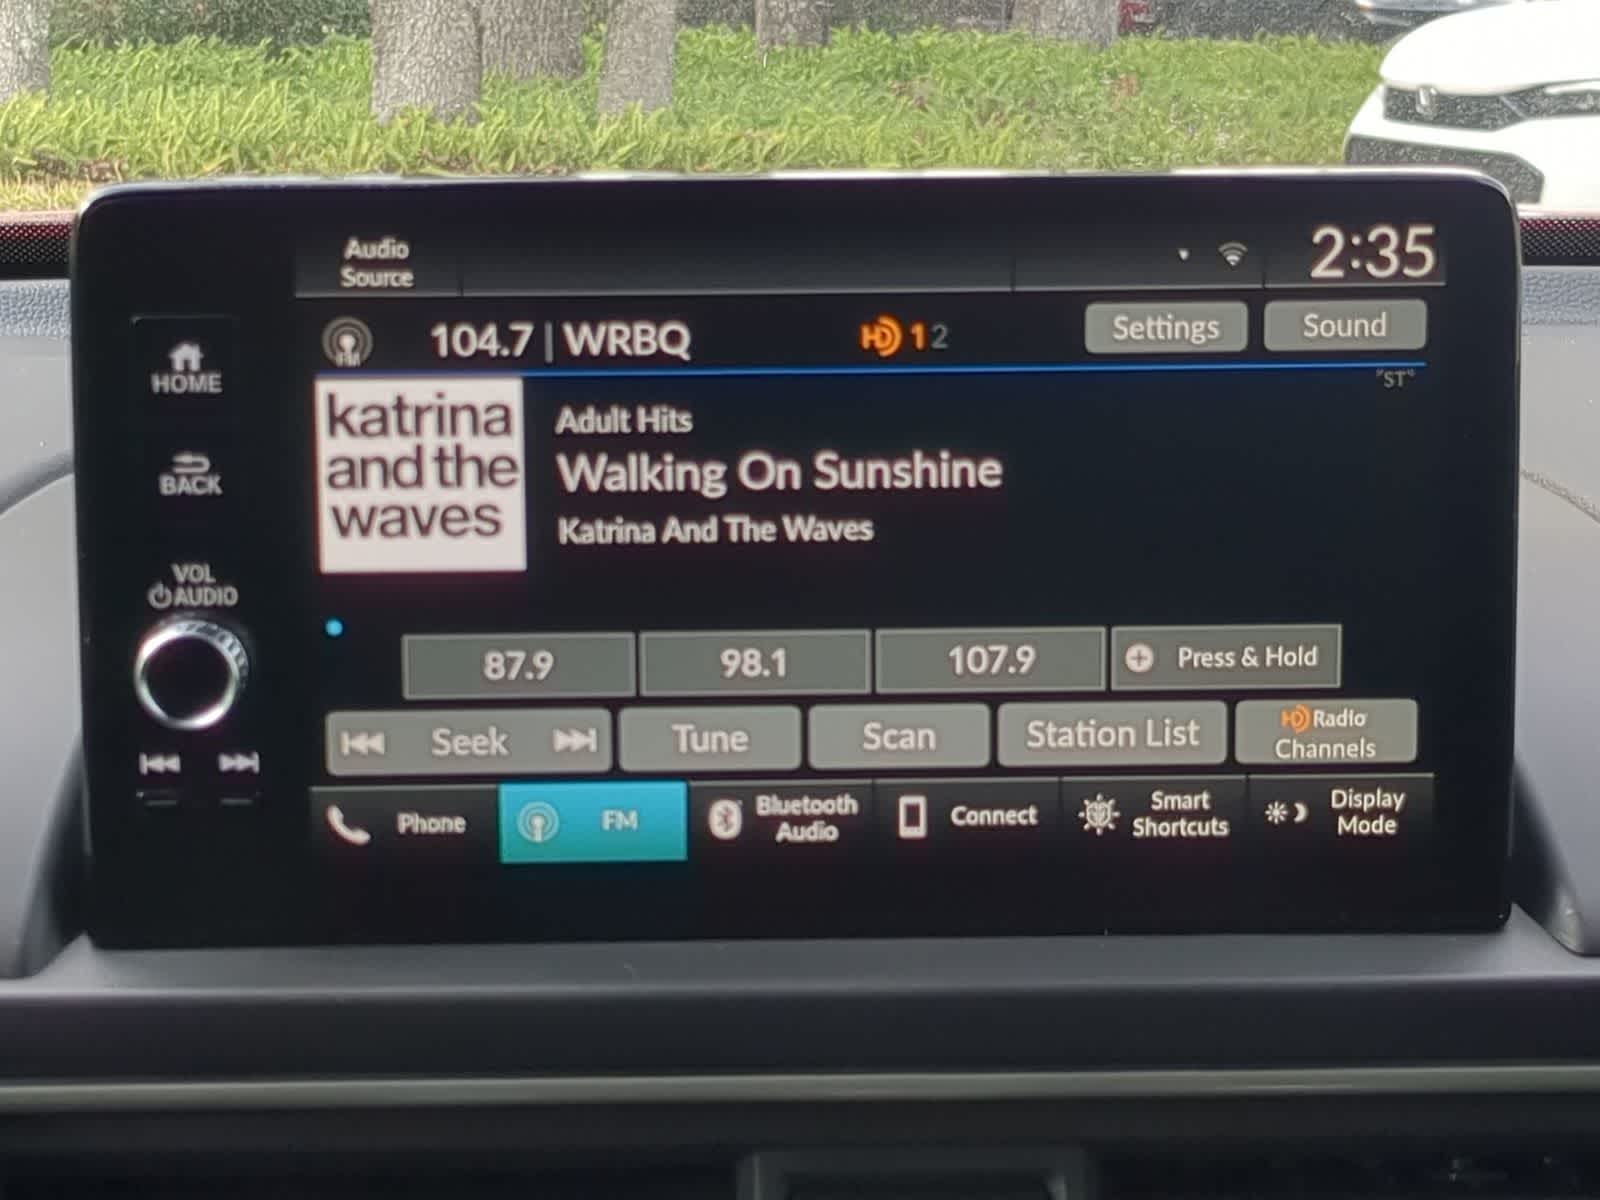 Audio
Source
2:35
FM
104.7 | WRBQ
HD 1 2
Settings
Sound
"ST"
HOME
BACK
VOL
AUDIO
katrina
and the
waves
Adult Hits
Walking On Sunshine
Katrina And The Waves
87.9
98.1
107.9
Press & Hold
Seek
Tune
Scan
Station List
HD Radio
Channels
Phone
FM
Bluetooth
Audio
Connect
Smart
Shortcuts
Display
Mode